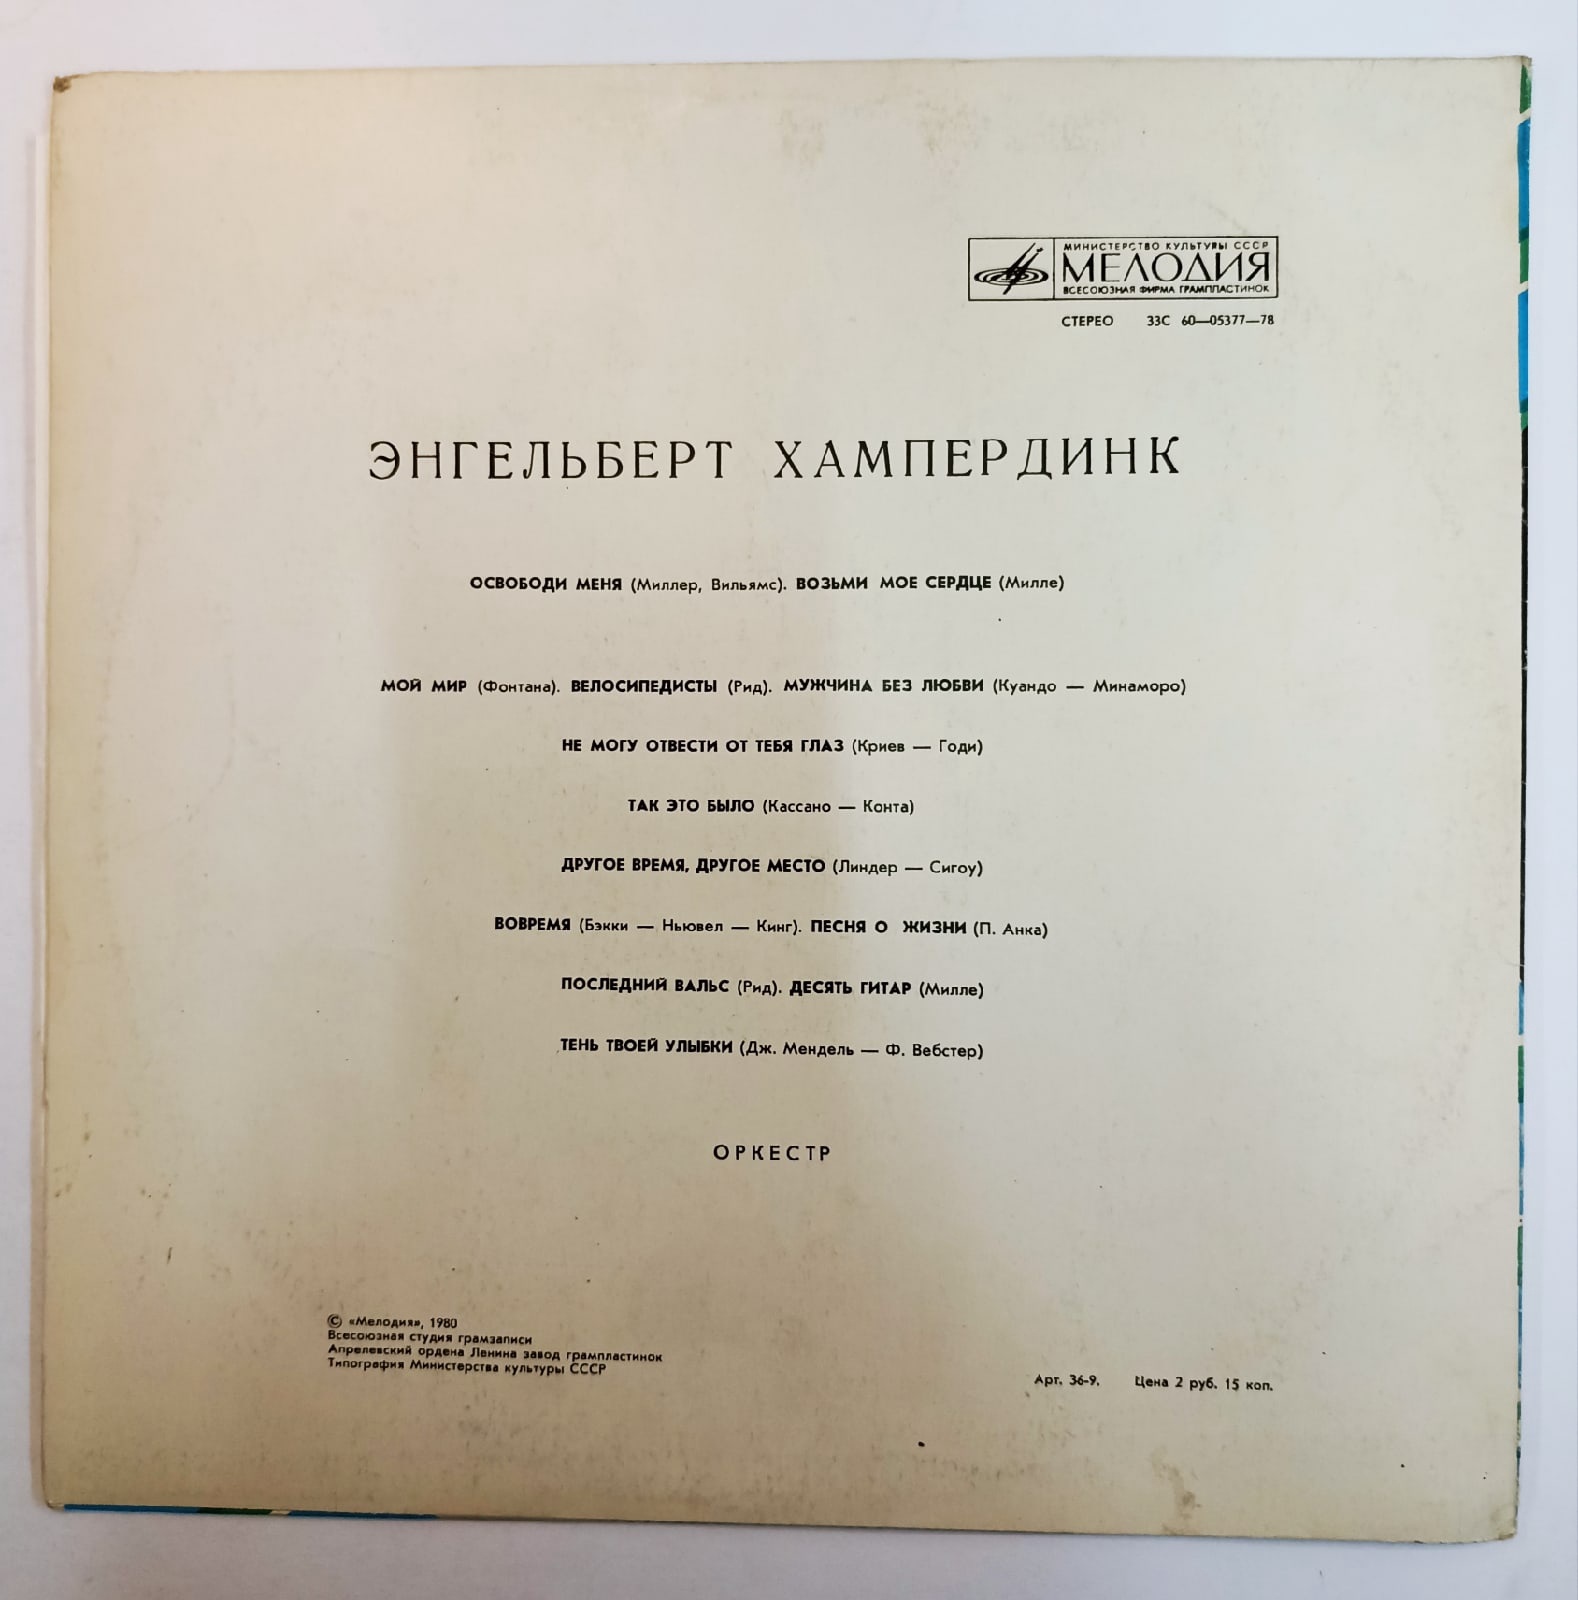 МИНИСТЕРСТВО КУЛЬТУРЫ СССР
МЕЛОДИЯ
ВСЕСОЮЗНАЯ ФИРМА ГРАМПЛАСТИНОК
СТЕРЕО 33С 60—05377—78
ЭНГЕЛЬБЕРТ ХАМПЕРДИНК
ОСВОБОДИ МЕНЯ (Миллер, Вильямс). ВОЗЬМИ МОЕ СЕРДЦЕ (Милле)
МОЙ МИР (Фонтана). ВЕЛОСИПЕДИСТЫ (Рид). МУЖЧИНА БЕЗ ЛЮБВИ (Куандо — Минаморо)
НЕ МОГУ ОТВЕСТИ ОТ ТЕБЯ ГЛАЗ (Криев — Годи)
ТАК ЭТО БЫЛО (Кассано — Конта)
ДРУГОЕ ВРЕМЯ, ДРУГОЕ МЕСТО (Линдер — Сигоу)
ВОВРЕМЯ (Бэкки — Ньювел — Кинг). ПЕСНЯ О ЖИЗНИ (П. Анка)
ПОСЛЕДНИЙ ВАЛЬС (Рид). ДЕСЯТЬ ГИТАР (Милле)
ТЕНЬ ТВОЕЙ УЛЫБКИ (Дж. Мендель — Ф. Вебстер)
ОРКЕСТР
© «Мелодия», 1980
Всесоюзная студия грамзаписи
Апрелевский ордена Ленина завод грампластинок
Типография Министерства культуры СССР
Арт. 36-9. Цена 2 руб. 15 коп.